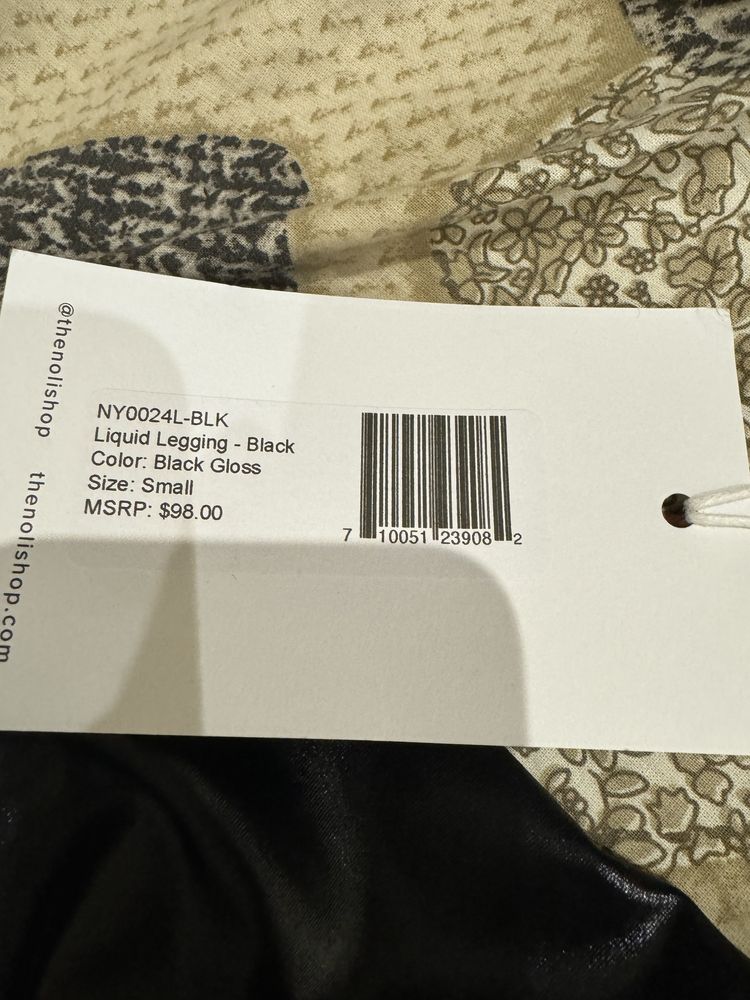 @thenolishop thenolishop.com
NY0024L-BLK
Liquid Legging - Black
Color: Black Gloss
Size: Small
MSRP: $98.00
7 10051 23908 2